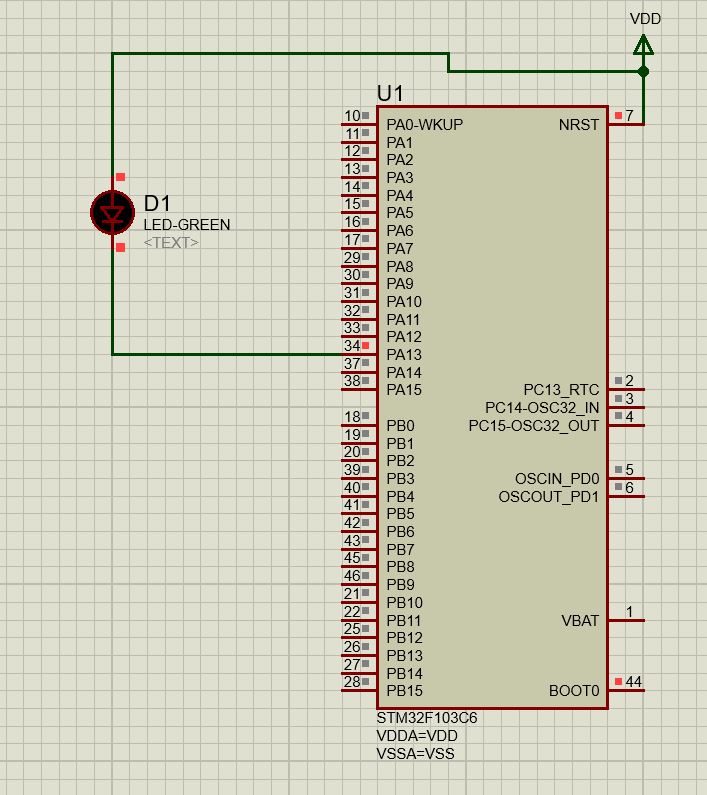 VDD
U1
10 PA0-WKUP NRST 7
11 PA1
12 PA2
13 PA3
14 PA4
15 PA5
16 PA6
17 PA7
29 PA8
30 PA9
31 PA10
32 PA11
33 PA12
34 PA13
37 PA14
38 PA15 PC13_RTC 2
PC14-OSC32_IN 3
18 PB0 PC15-OSC32_OUT 4
19 PB1
20 PB2
39 PB3 OSCIN_PD0 5
40 PB4 OSCOUT_PD1 6
41 PB5
42 PB6
43 PB7
45 PB8
46 PB9
21 PB10
22 PB11 VBAT 1
25 PB12
26 PB13
27 PB14
28 PB15 BOOT0 44
D1
LED-GREEN
<TEXT>
STM32F103C6
VDDA=VDD
VSSA=VSS